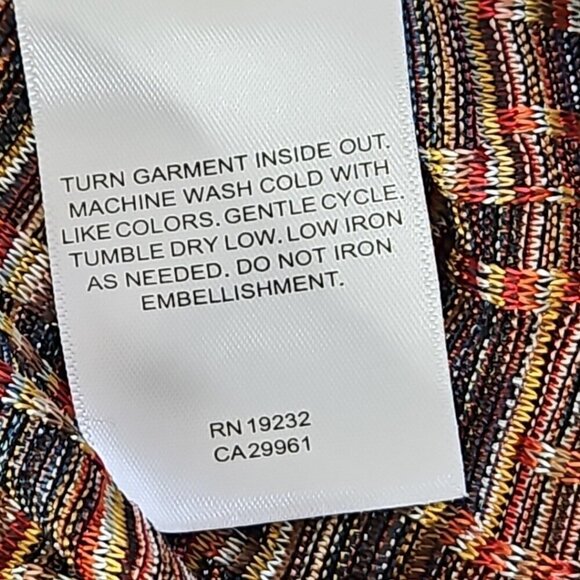 TURN GARMENT INSIDE OUT.
MACHINE WASH COLD WITH
LIKE COLORS. GENTLE CYCLE.
TUMBLE DRY LOW. LOW IRON
AS NEEDED. DO NOT IRON
EMBELLISHMENT.
RN 19232
CA29961